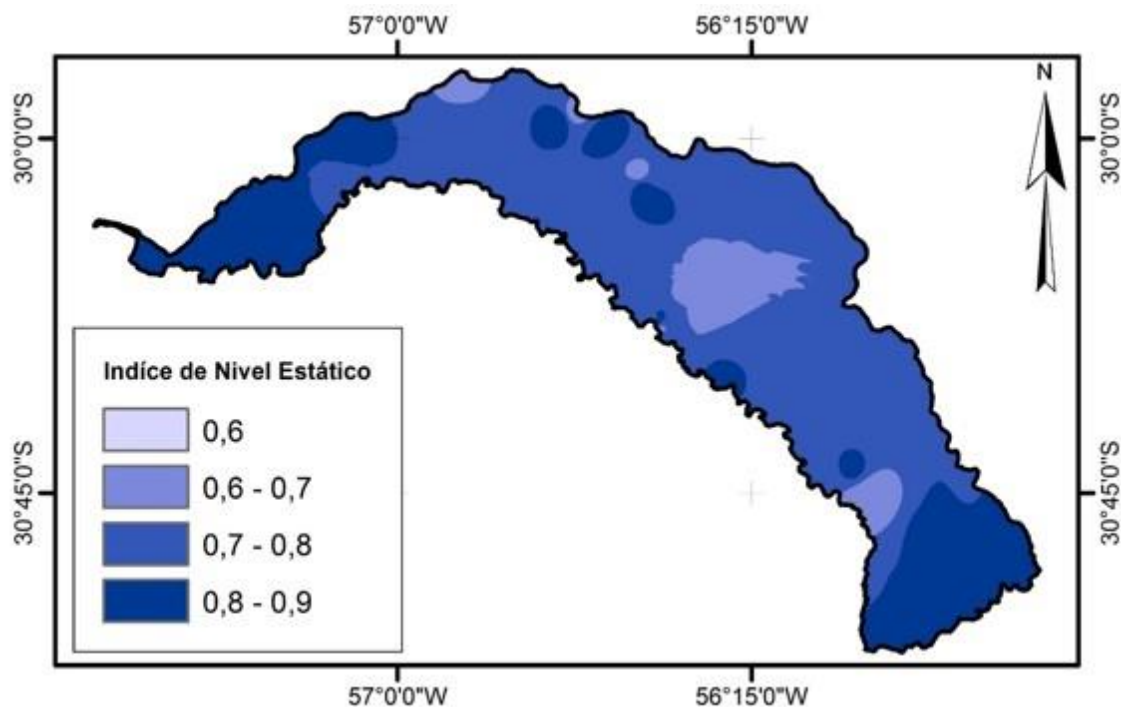 57°0'0"W 56°15'0"W
N
30°0'0"S 30°0'0"S
30°45'0"S 30°45'0"S
Indíce de Nivel Estático
0,6
0,6 - 0,7
0,7 - 0,8
0,8 - 0,9
57°0'0"W 56°15'0"W